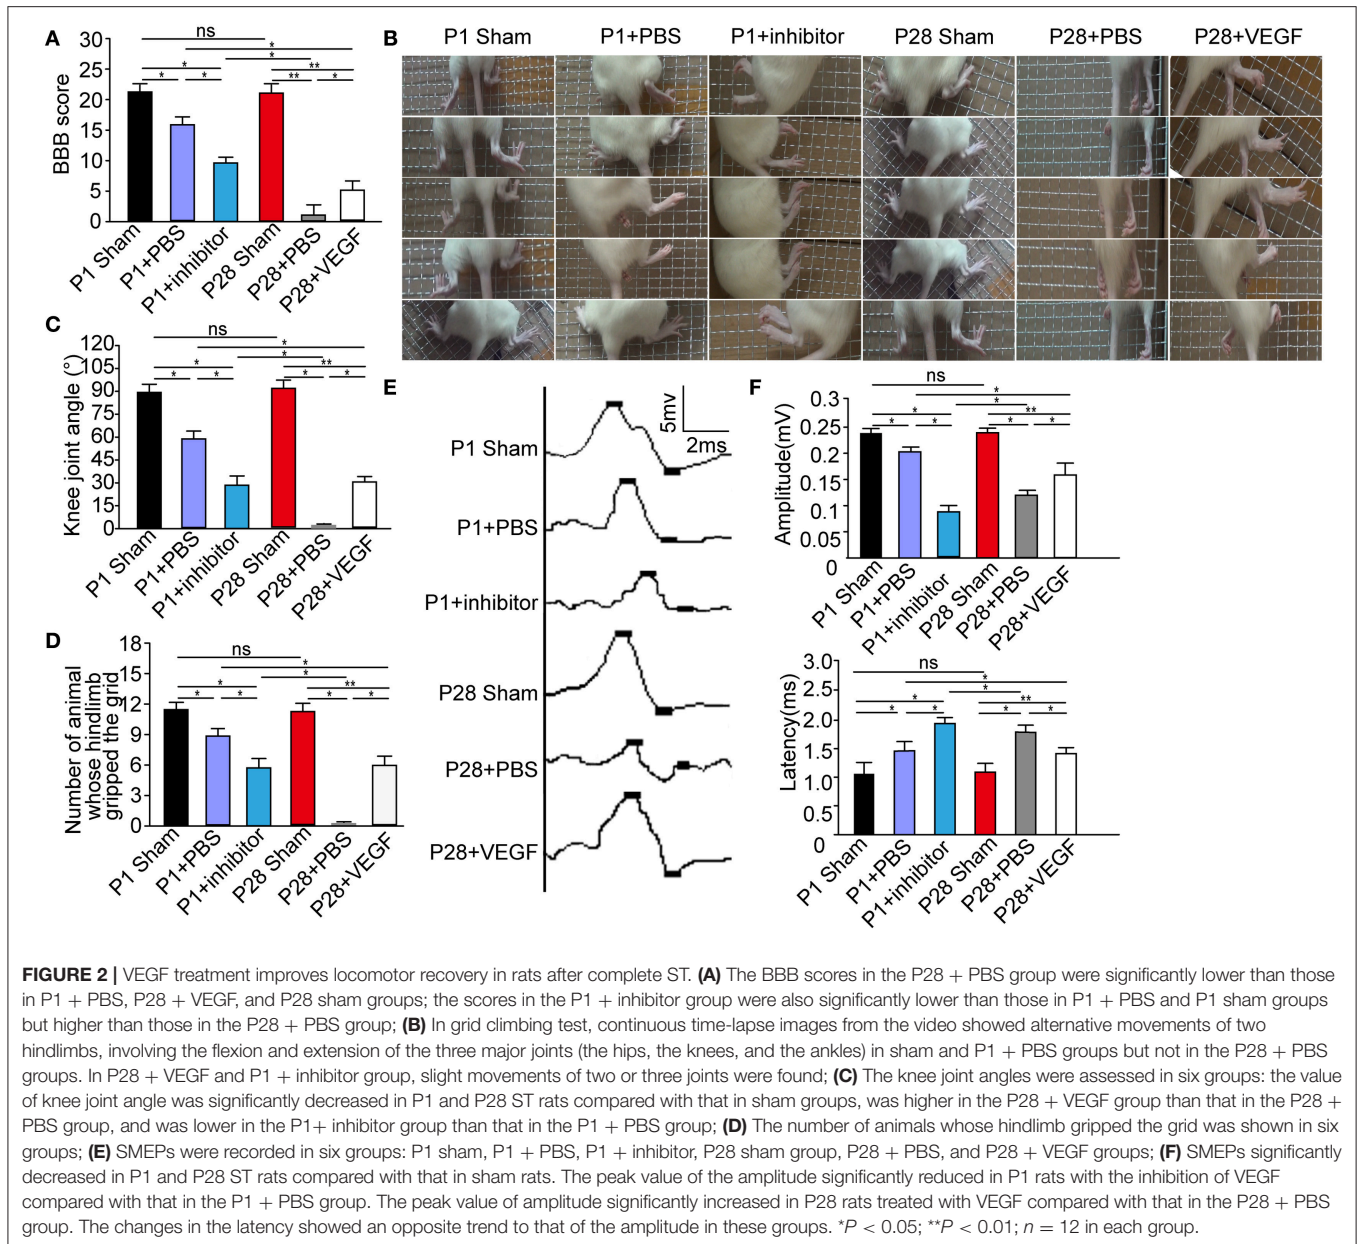 A
BBB score
30
25
20
15
10
5
0
ns
*
*
*
**
* * ** *
P1 Sham
P1+PBS
P1+inhibitor
P28 Sham
P28+PBS
P28+VEGF
B
P1 Sham P1+PBS P1+inhibitor P28 Sham P28+PBS P28+VEGF
C
Knee joint angle (°)
120
105
90
75
60
45
30
15
0
ns
*
*
*
**
* * * *
P1 Sham
P1+PBS
P1+inhibitor
P28 Sham
P28+PBS
P28+VEGF
D
Number of animal
whose hindlimb
gripped the grid
18
15
12
9
6
3
0
ns
*
*
*
**
* * * *
P1 Sham
P1+PBS
P1+inhibitor
P28 Sham
P28+PBS
P28+VEGF
E
5mv
2ms
P1 Sham
P1+PBS
P1+inhibitor
P28 Sham
P28+PBS
P28+VEGF
F
Amplitude(mV)
0.3
0.25
0.2
0.15
0.1
0.05
0
ns
*
*
*
**
* * * *
P1 Sham
P1+PBS
P1+inhibitor
P28 Sham
P28+PBS
P28+VEGF
Latency(ms)
3.0
2.5
2.0
1.5
1.0
0.5
0
ns
*
*
*
**
* * * *
P1 Sham
P1+PBS
P1+inhibitor
P28 Sham
P28+PBS
P28+VEGF
FIGURE 2 | VEGF treatment improves locomotor recovery in rats after complete ST. (A) The BBB scores in the P28 + PBS group were significantly lower than those
in P1 + PBS, P28 + VEGF, and P28 sham groups; the scores in the P1 + inhibitor group were also significantly lower than those in P1 + PBS and P1 sham groups
but higher than those in the P28 + PBS group; (B) In grid climbing test, continuous time-lapse images from the video showed alternative movements of two
hindlimbs, involving the flexion and extension of the three major joints (the hips, the knees, and the ankles) in sham and P1 + PBS groups but not in the P28 + PBS
groups. In P28 + VEGF and P1 + inhibitor group, slight movements of two or three joints were found; (C) The knee joint angles were assessed in six groups: the value
of knee joint angle was significantly decreased in P1 and P28 ST rats compared with that in sham groups, was higher in the P28 + VEGF group than that in the P28 +
PBS group, and was lower in the P1+ inhibitor group than that in the P1 + PBS group; (D) The number of animals whose hindlimb gripped the grid was shown in six
groups; (E) SMEPs were recorded in six groups: P1 sham, P1 + PBS, P1 + inhibitor, P28 sham group, P28 + PBS, and P28 + VEGF groups; (F) SMEPs significantly
decreased in P1 and P28 ST rats compared with that in sham rats. The peak value of the amplitude significantly reduced in P1 rats with the inhibition of VEGF
compared with that in the P1 + PBS group. The peak value of amplitude significantly increased in P28 rats treated with VEGF compared with that in the P28 + PBS
group. The changes in the latency showed an opposite trend to that of the amplitude in these groups. *P < 0.05; **P < 0.01; n = 12 in each group.